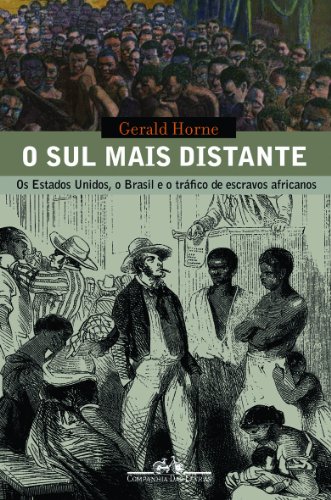 Gerald Horne
O SUL MAIS DISTANTE
Os Estados Unidos, o Brasil e o tráfico de escravos africanos
COMPANHIA DAS LETRAS